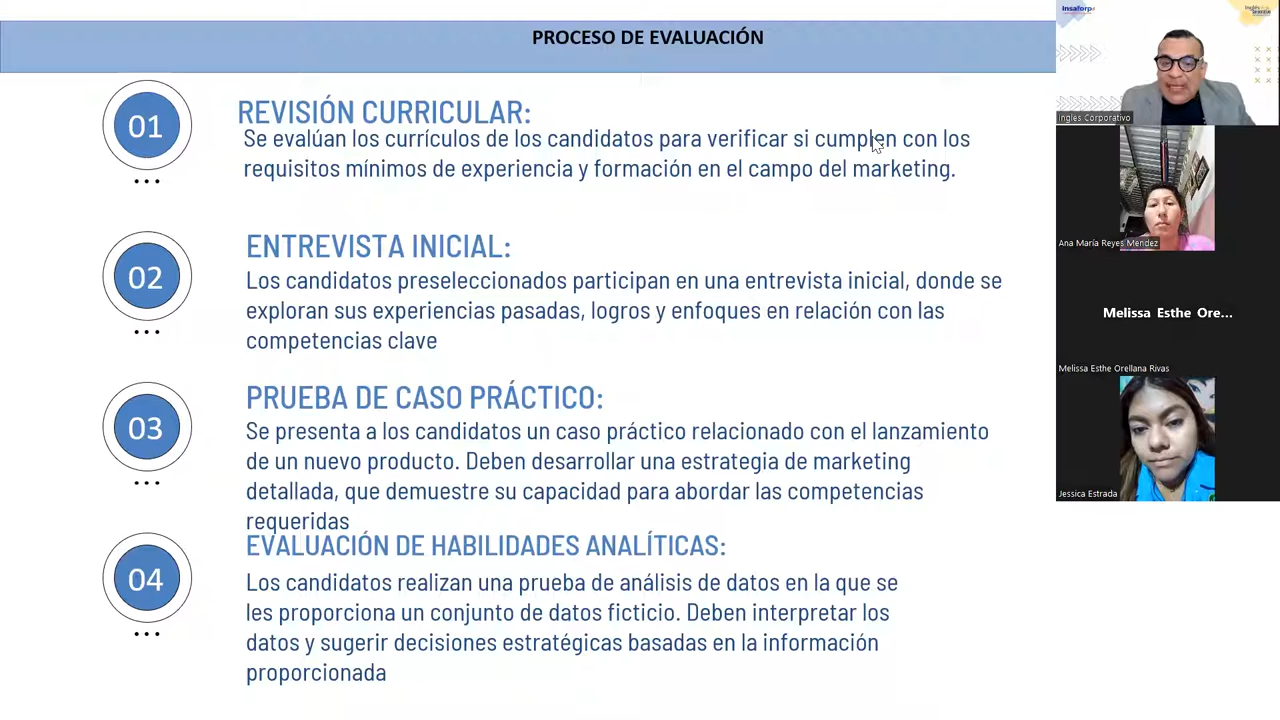 PROCESO DE EVALUACIÓN
01
REVISIÓN CURRICULAR:
Se evalúan los currículos de los candidatos para verificar si cumplen con los
requisitos mínimos de experiencia y formación en el campo del marketing.
02
ENTREVISTA INICIAL:
Los candidatos preseleccionados participan en una entrevista inicial, donde se
exploran sus experiencias pasadas, logros y enfoques en relación con las
competencias clave
03
PRUEBA DE CASO PRÁCTICO:
Se presenta a los candidatos un caso práctico relacionado con el lanzamiento
de un nuevo producto. Deben desarrollar una estrategia de marketing
detallada, que demuestre su capacidad para abordar las competencias
requeridas
04
EVALUACIÓN DE HABILIDADES ANALÍTICAS:
Los candidatos realizan una prueba de análisis de datos en la que se
les proporciona un conjunto de datos ficticio. Deben interpretar los
datos y sugerir decisiones estratégicas basadas en la información
proporcionada
insaforp
Ingles Corporativo
Ana María Reyes Mendez
Melissa Esthe Ore...
Melissa Esthe Orellana Rivas
Jessica Estrada